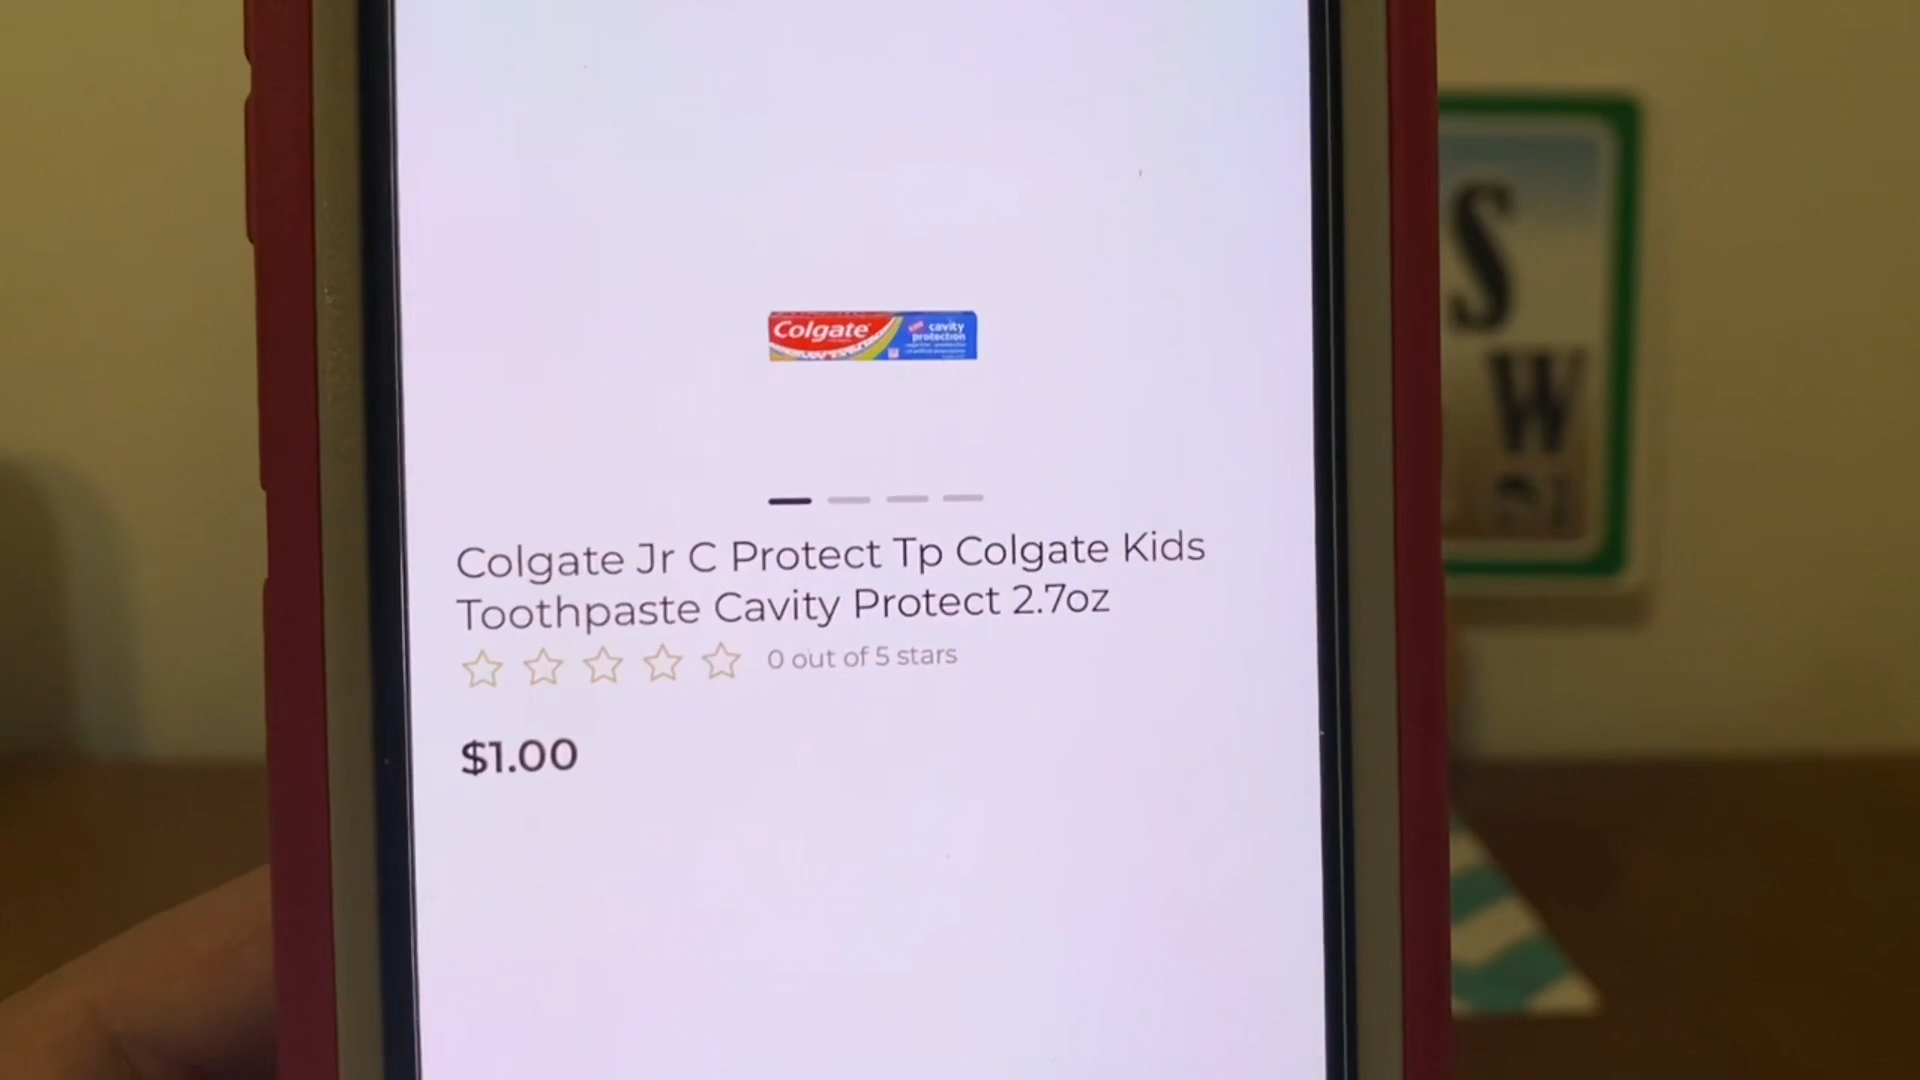 Colgate
cavity
protection
Colgate Jr C Protect Tp Colgate Kids
Toothpaste Cavity Protect 2.7oz
0 out of 5 stars
$1.00
S
W